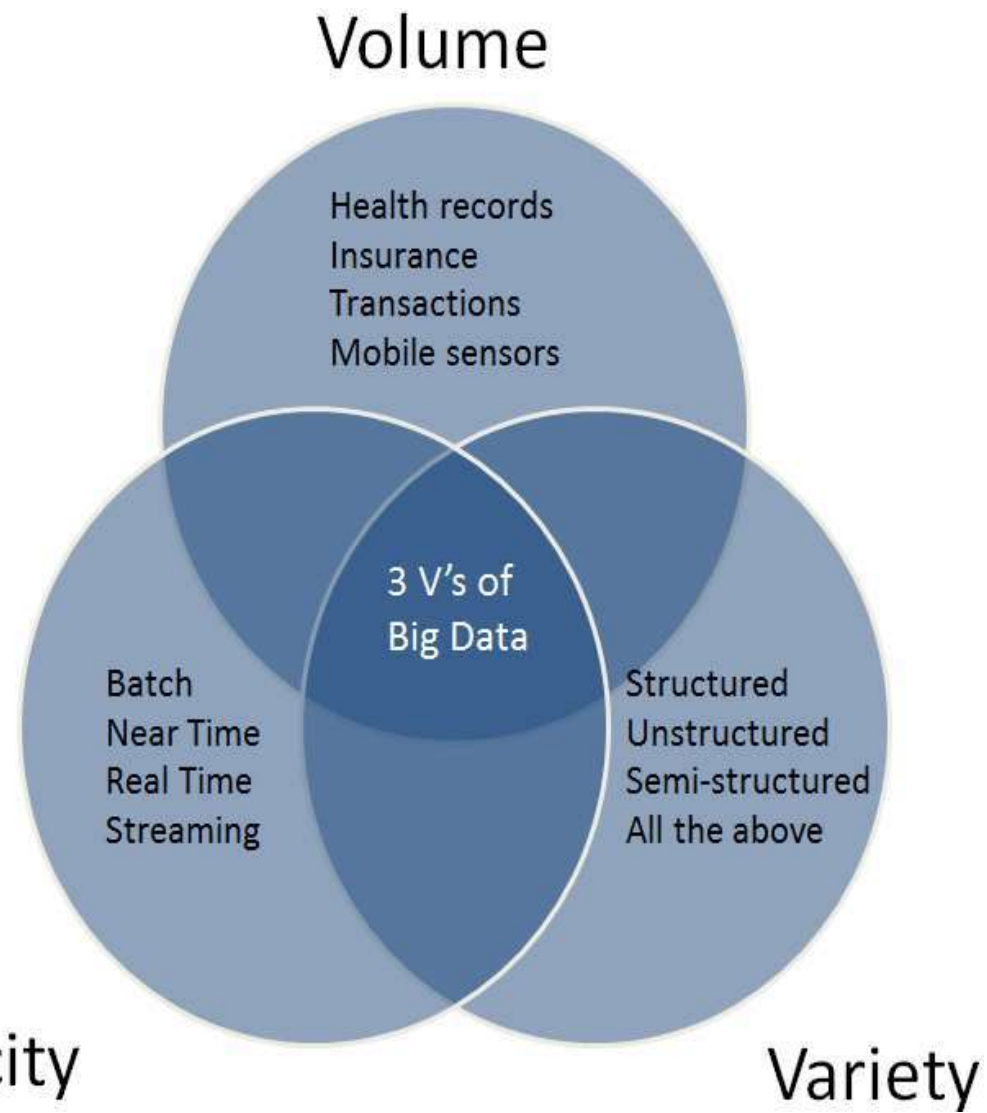 Volume
Health records
Insurance
Transactions
Mobile sensors
3 V's of
Big Data
Batch
Near Time
Real Time
Streaming
Structured
Unstructured
Semi-structured
All the above
city
Variety